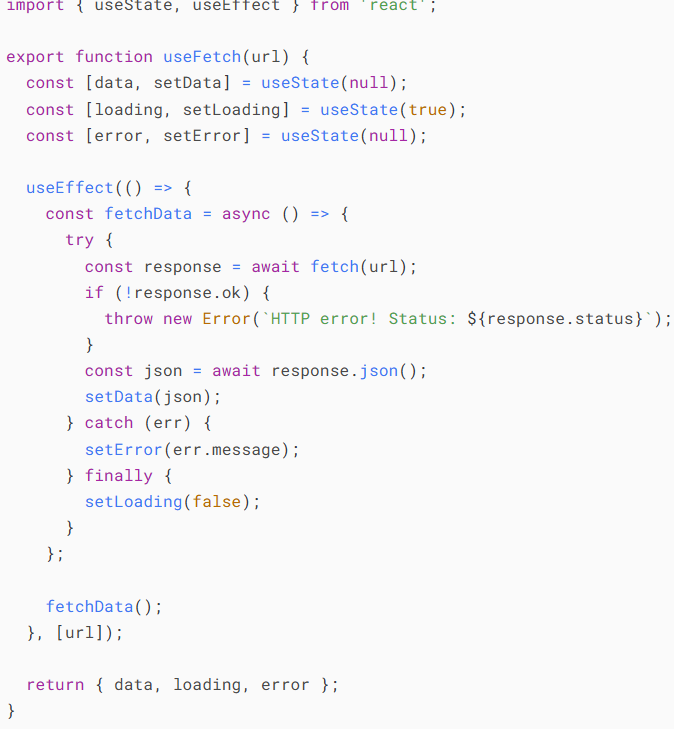 import { useState, useEffect } from 'react';
export function useFetch(url) {
const [data, setData] = useState(null);
const [loading, setLoading] = useState(true);
const [error, setError] = useState(null);
useEffect(() => {
const fetchData = async () => {
try {
const response = await fetch(url);
if (!response.ok) {
throw new Error(`HTTP error! Status: ${response.status}`);
}
const json = await response.json();
setData(json);
} catch (err) {
setError(err.message);
} finally {
setLoading(false);
}
};
fetchData();
}, [url]);
return { data, loading, error };
}